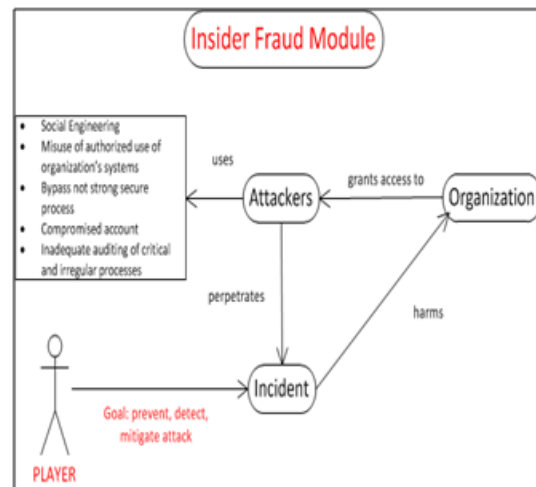 Insider Fraud Module
• Social Engineering
• Misuse of authorized use of
organization's systems
• Bypass not strong secure
process
• Compromised account
• Inadequate auditing of critical
and irregular processes
uses
Attackers
grants access to
Organization
perpetrates
harms
Incident
Goal: prevent, detect,
mitigate attack
PLAYER